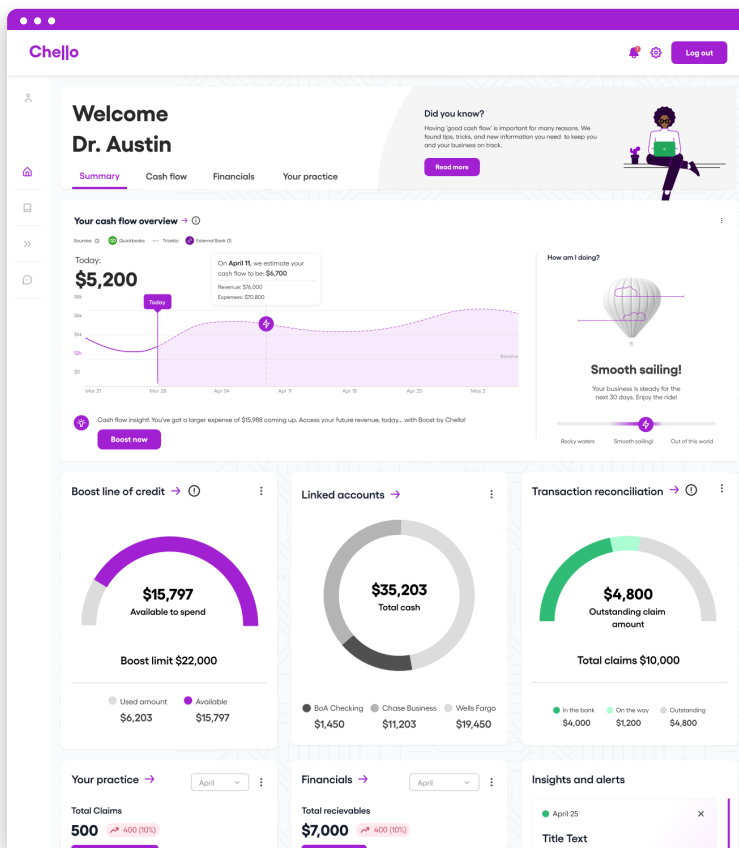 Chello
Log out
Welcome
Dr. Austin
Summary
Cash flow
Financials
Your practice
Did you know?
Having 'good cash flow' is important for many reasons. We
found tips, tricks, and new information you need to keep you
and your business on track.
Read more
Your cash flow overview
Sources
Quickbooks
Trizetto
External Bank (1)
Today:
$5,200
On April 11, we estimate your
cash flow to be: $6,700
Revenue: $76,000
Expenses: $70,800
Today
$8k
$6k
$4k
$2k
$0
Baseline
Mar 21
Mar 28
Apr 04
Apr 11
Apr 18
Apr 25
May 2
Cash flow insight! You've got a larger expense of $15,988 coming up. Access your future revenue, today... with Boost by Chello!
Boost now
How am I doing?
Smooth sailing!
Your business is steady for the
next 30 days. Enjoy the ride!
Rocky waters
Smooth sailing!
Out of this world
Boost line of credit
$15,797
Available to spend
Boost limit $22,000
Used amount
Available
$6,203
$15,797
Linked accounts
$35,203
Total cash
BoA Checking
Chase Business
Wells Fargo
$1,450
$11,203
$19,450
Transaction reconciliation
$4,800
Outstanding claim
amount
Total claims $10,000
In the bank
On the way
Outstanding
$4,000
$1,200
$4,800
Your practice
April
Total Claims
500
400 (10%)
Financials
April
Total recievables
$7,000
400 (10%)
Insights and alerts
April 25
Title Text